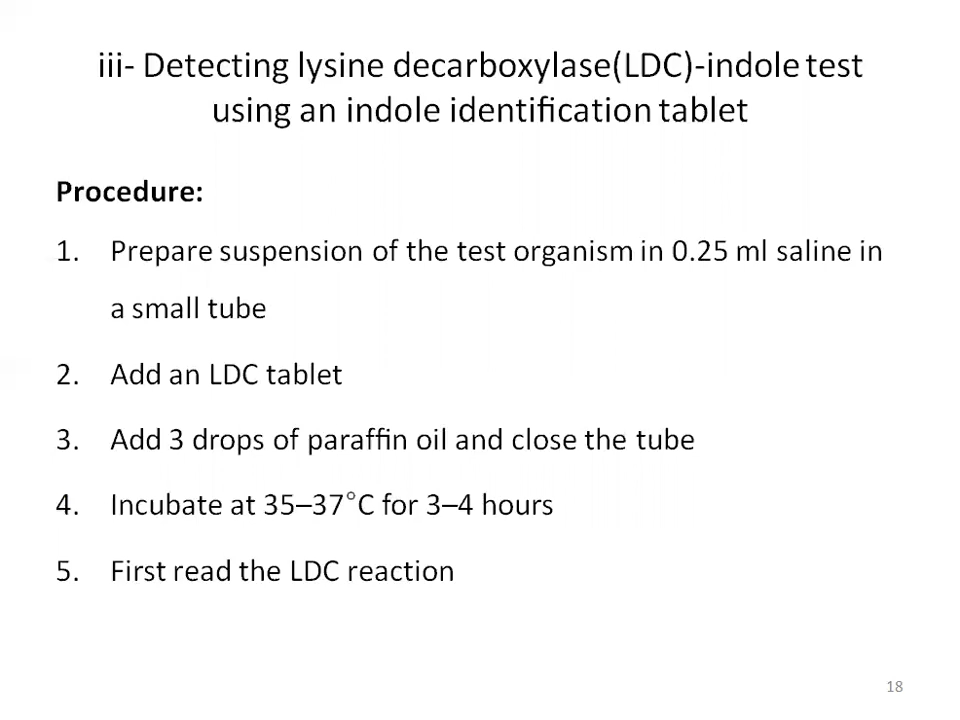 iii- Detecting lysine decarboxylase(LDC)-indole test
using an indole identification tablet
Procedure:
1. Prepare suspension of the test organism in 0.25 ml saline in
a small tube
2. Add an LDC tablet
3. Add 3 drops of paraffin oil and close the tube
4. Incubate at 35–37°C for 3–4 hours
5. First read the LDC reaction
18